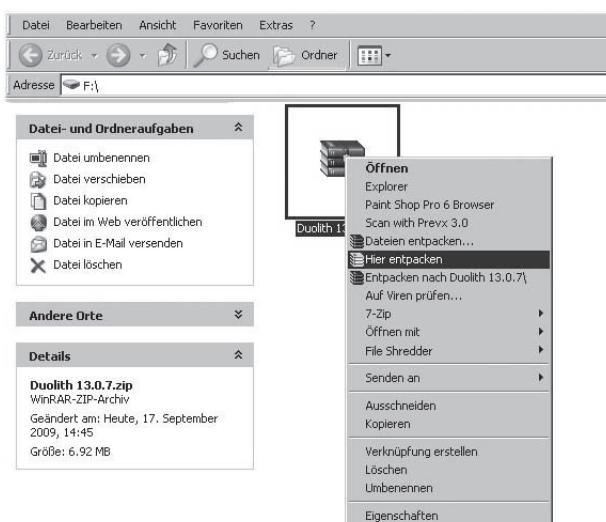 Datei Bearbeiten Ansicht Favoriten Extras ?
Zurück Suchen Ordner
Adresse F:\
Datei- und Ordneraufgaben
Datei umbenennen
Datei verschieben
Datei kopieren
Datei im Web veröffentlichen
Datei in E-Mail versenden
Datei löschen
Andere Orte
Details
Duolith 13.0.7.zip
WinRAR-ZIP-Archiv
Geändert am: Heute, 17. September
2009, 14:45
Größe: 6.92 MB
Duolith 13
Öffnen
Explorer
Paint Shop Pro 6 Browser
Scan with Prevx 3.0
Dateien entpacken...
Hier entpacken
Entpacken nach Duolith 13.0.7\
Auf Viren prüfen...
7-Zip
Öffnen mit
File Shredder
Senden an
Ausschneiden
Kopieren
Verknüpfung erstellen
Löschen
Umbenennen
Eigenschaften